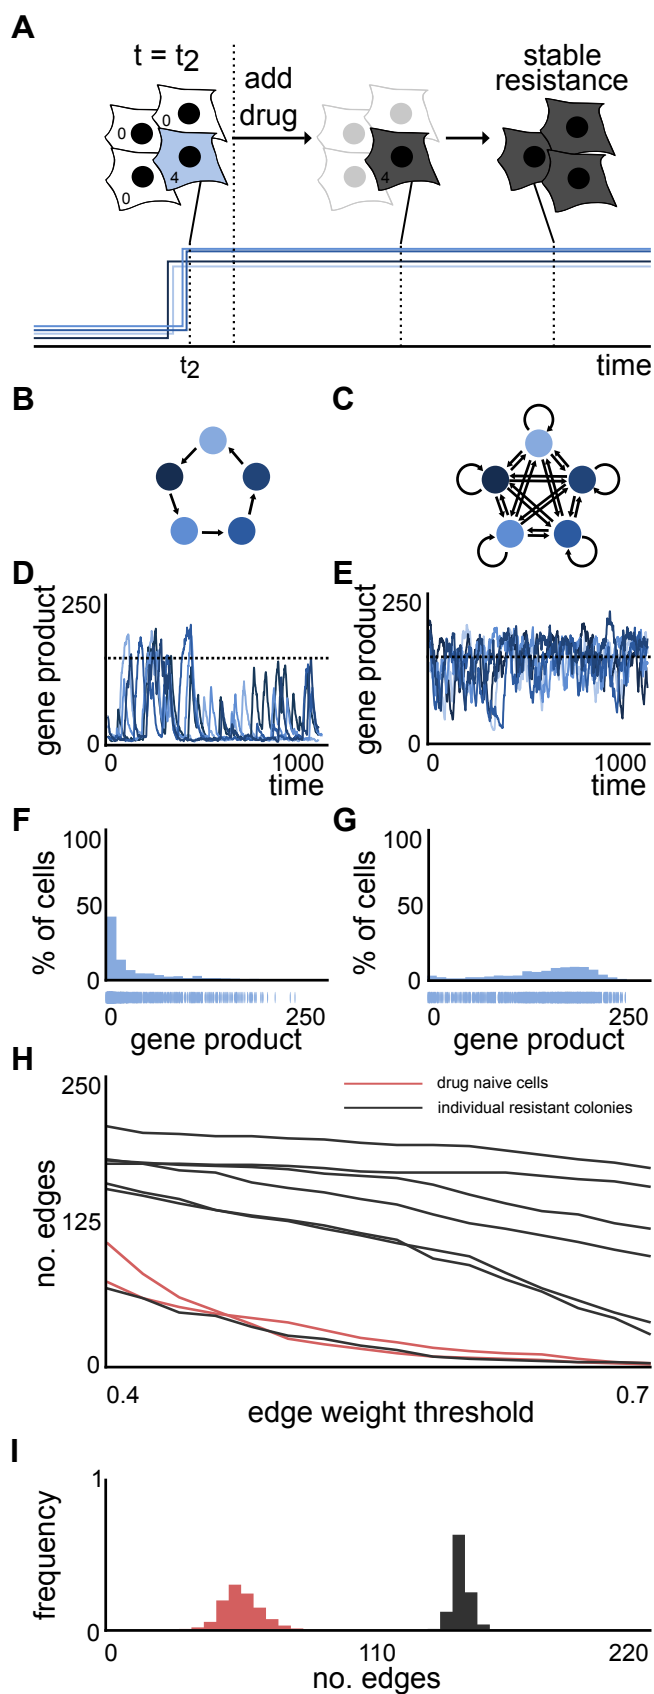 A
t = t2
add
drug
stable
resistance
0
0
0
4
4
t2
time
B
C
D
E
250
gene product
0
0
1000
time
250
gene product
0
0
1000
time
F
G
100
50
0
% of cells
0
250
gene product
100
50
0
% of cells
0
250
gene product
H
250
125
0
no. edges
drug naive cells
individual resistant colonies
0.4
0.7
edge weight threshold
I
1
0
frequency
0
110
220
no. edges